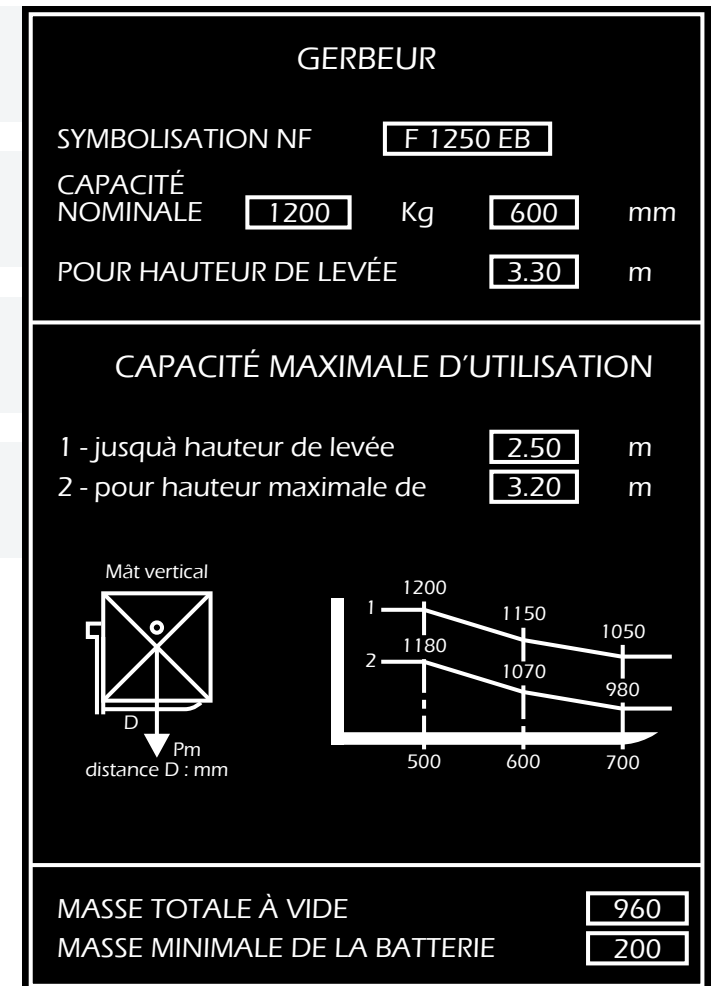 GERBEUR
SYMBOLISATION NF F 1250 EB
CAPACITÉ
NOMINALE 1200 Kg 600 mm
POUR HAUTEUR DE LEVÉE 3.30 m
CAPACITÉ MAXIMALE D'UTILISATION
1 - jusquà hauteur de levée 2.50 m
2 - pour hauteur maximale de 3.20 m
Mât vertical
D
Pm
distance D : mm
1200
1 1150
1050
1180
2 1070
980
500 600 700
MASSE TOTALE À VIDE 960
MASSE MINIMALE DE LA BATTERIE 200